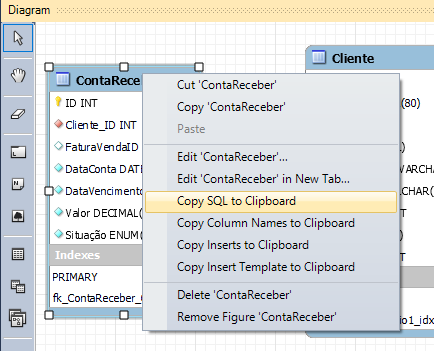 Diagram
ContaRece
ID INT
Cliente_ID INT
FaturaVendaID
DataConta DATE
DataVencimento
Valor DECIMAL(
Situação ENUM(
Indexes
PRIMARY
fk_ContaReceber_
Cut 'ContaReceber'
Copy 'ContaReceber'
Paste
Edit 'ContaReceber'...
Edit 'ContaReceber' in New Tab...
Copy SQL to Clipboard
Copy Column Names to Clipboard
Copy Inserts to Clipboard
Copy Insert Template to Clipboard
Delete 'ContaReceber'
Remove Figure 'ContaReceber'
Cliente
(80)
)
VARCHA
CHAR(
T
io1_idx